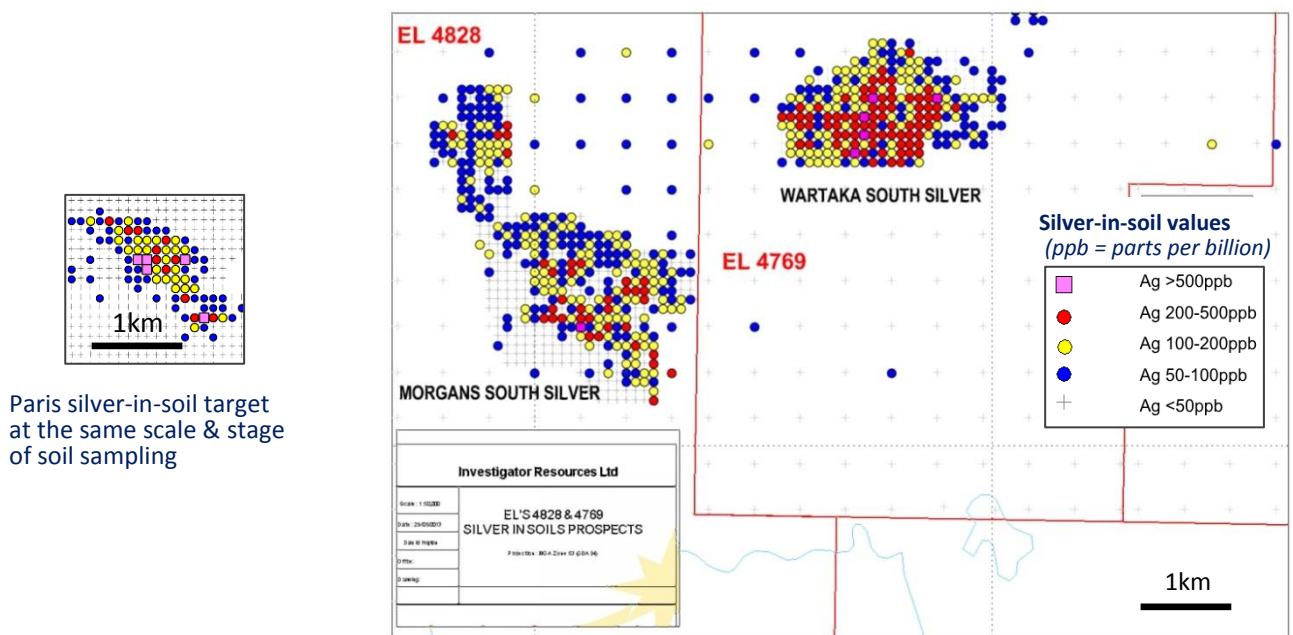 EL 4828
WARTAKA SOUTH SILVER
Silver-in-soil values
(ppb = parts per billion)
Ag >500ppb
Ag 200-500ppb
Ag 100-200ppb
Ag 50-100ppb
Ag <50ppb
EL 4769
1km
Paris silver-in-soil target
at the same scale & stage
of soil sampling
MORGANS SOUTH SILVER
Investigator Resources Ltd
EL'S 4828 & 4769
SILVER IN SOILS PROSPECTS
1km